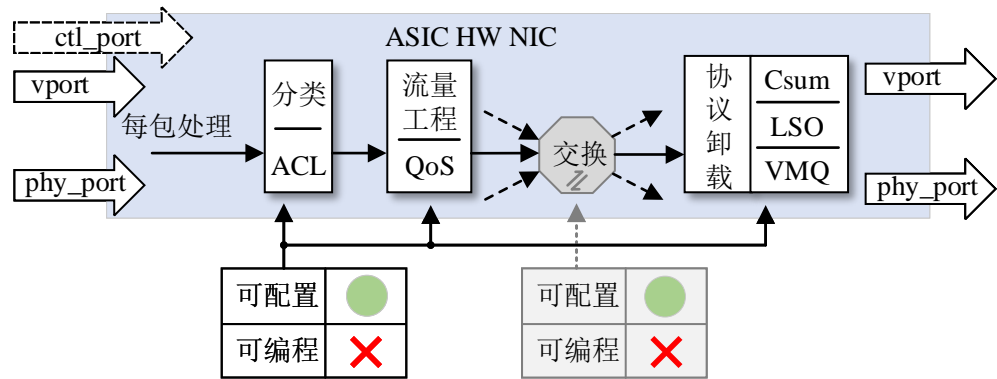 ctl_port
ASIC HW NIC
vport
phy_port
每包处理
分类
ACL
流量
工程
QoS
交换
协议卸载
Csum
LSO
VMQ
vport
phy_port
可配置
可编程
可配置
可编程